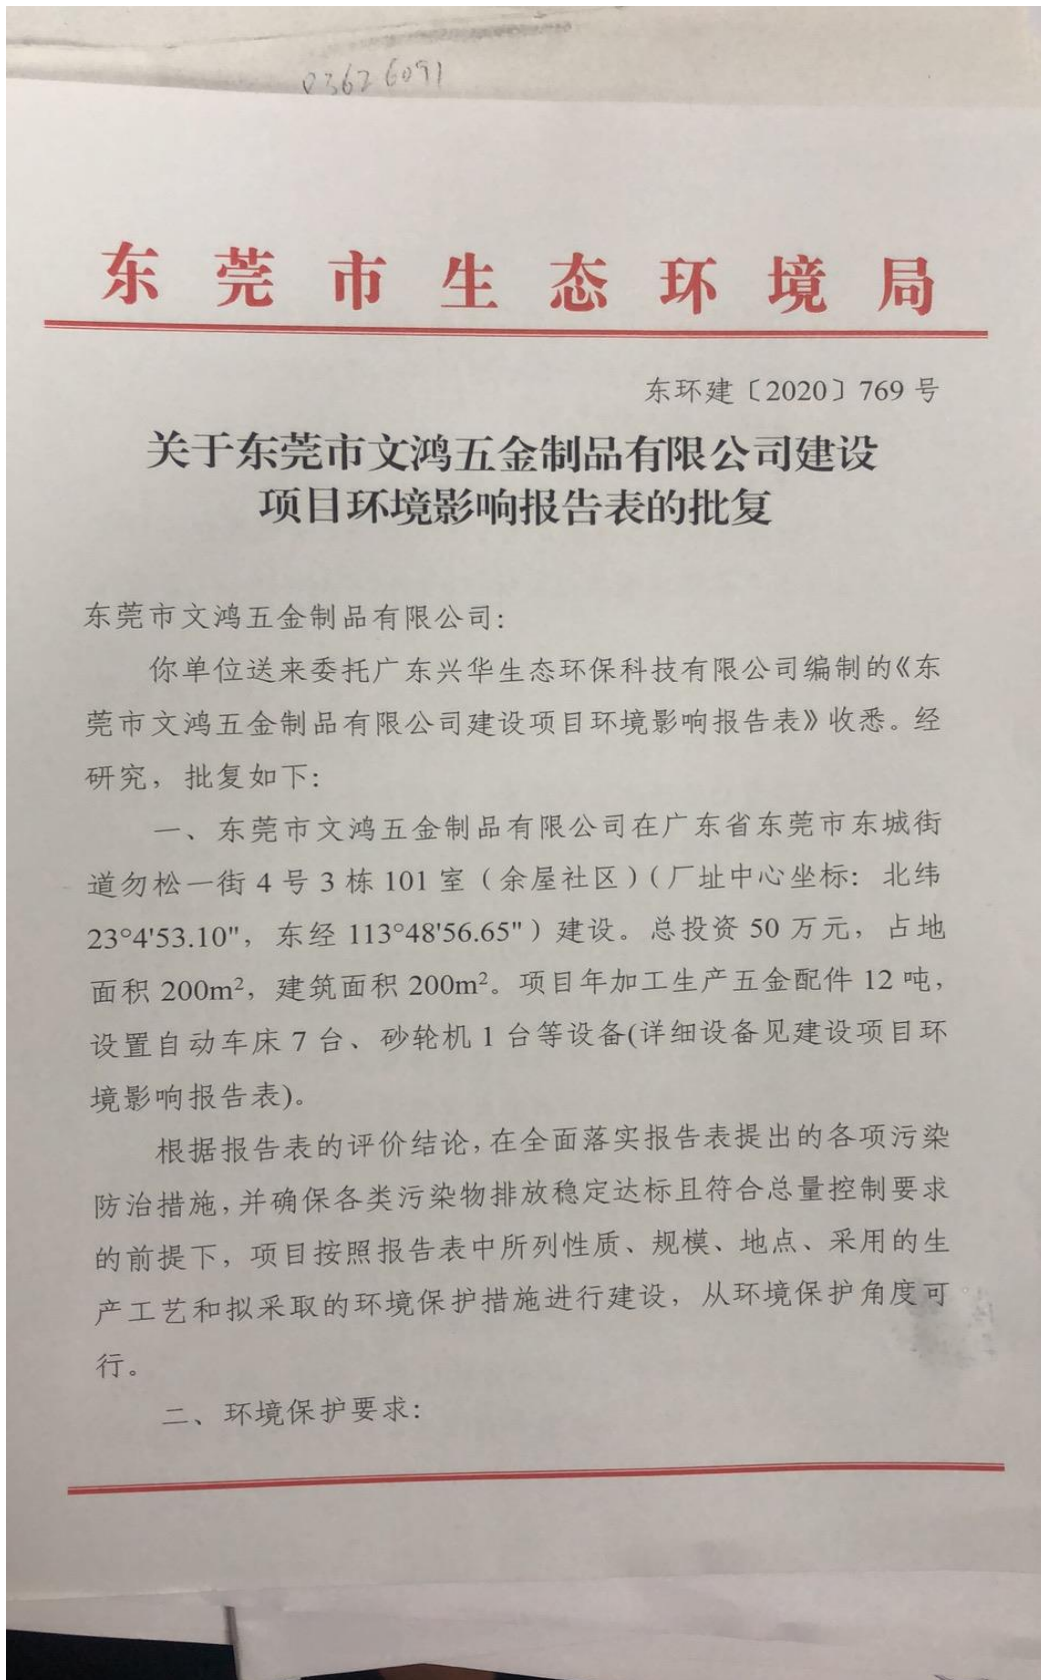 03626091
东莞市生态环境局
东环建〔2020〕769 号
关于东莞市文鸿五金制品有限公司建设
项目环境影响报告表的批复
东莞市文鸿五金制品有限公司：
你单位送来委托广东兴华生态环保科技有限公司编制的《东
莞市文鸿五金制品有限公司建设项目环境影响报告表》收悉。经
研究，批复如下：
一、东莞市文鸿五金制品有限公司在广东省东莞市东城街
道勿松一街 4 号 3 栋 101 室（余屋社区）（厂址中心坐标：北纬
23°4'53.10"，东经 113°48'56.65"）建设。总投资 50 万元，占地
面积 200m²，建筑面积 200m²。项目年加工生产五金配件 12 吨，
设置自动车床 7 台、砂轮机 1 台等设备(详细设备见建设项目环
境影响报告表)。
根据报告表的评价结论，在全面落实报告表提出的各项污染
防治措施，并确保各类污染物排放稳定达标且符合总量控制要求
的前提下，项目按照报告表中所列性质、规模、地点、采用的生
产工艺和拟采取的环境保护措施进行建设，从环境保护角度可
行。
二、环境保护要求：